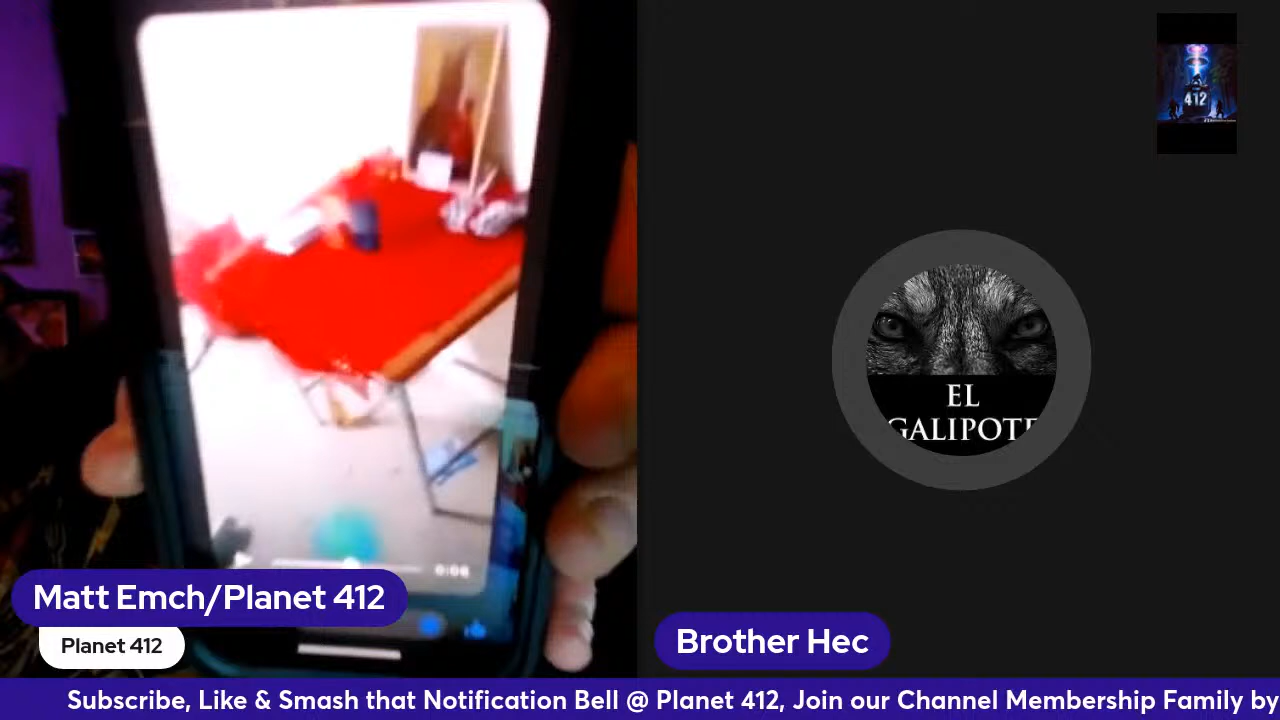 412
EL
GALIPOTE
Matt Emch/Planet 412
Planet 412
Brother Hec
Subscribe, Like & Smash that Notification Bell @ Planet 412, Join our Channel Membership Family by